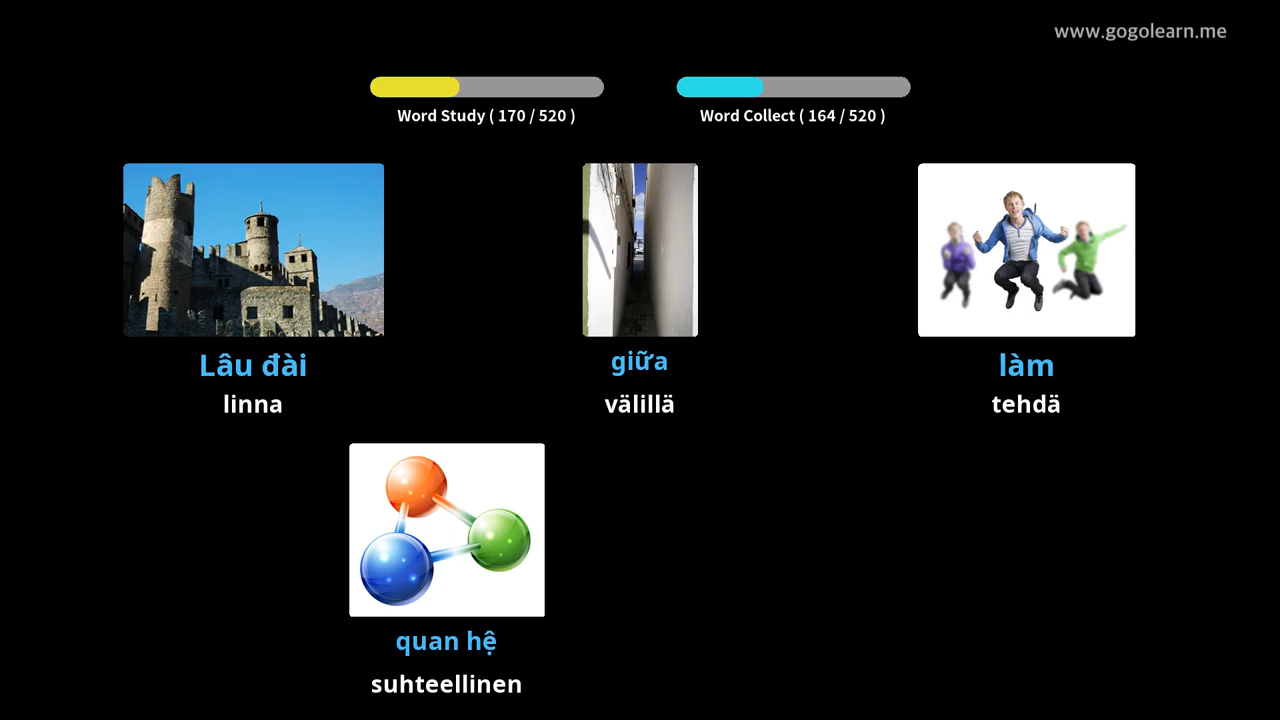 www.gogolearn.me
Word Study ( 170 / 520 )
Word Collect ( 164 / 520 )
Lâu đài
linna
giữa
välillä
làm
tehdä
quan hệ
suhteellinen